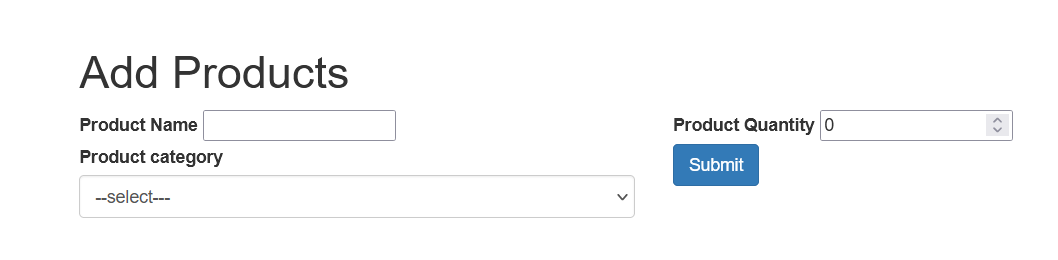 Add Products
Product Name
Product category
--select---
Product Quantity 0
Submit